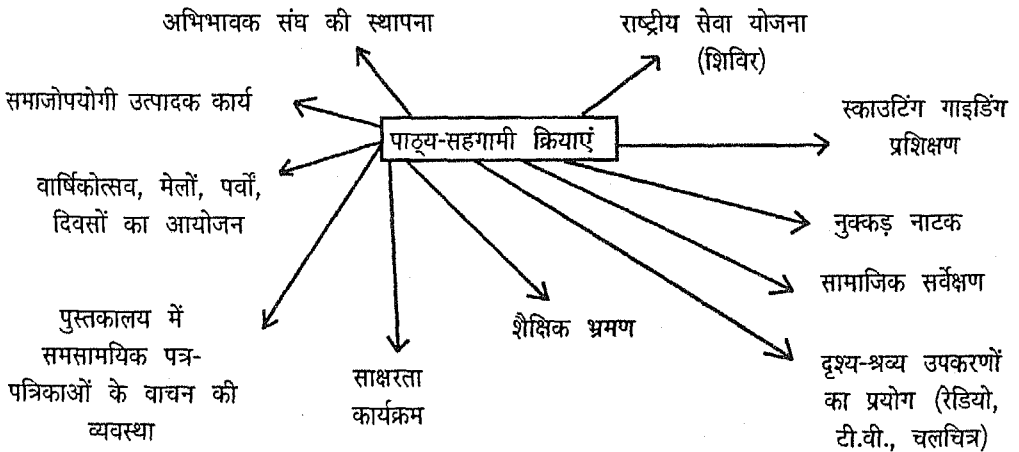 अभिभावक संघ की स्थापना
राष्ट्रीय सेवा योजना
(शिविर)
समाजोपयोगी उत्पादक कार्य
पाठ्य-सहगामी क्रियाएं
स्काउटिंग गाइडिंग
प्रशिक्षण
वार्षिकोत्सव, मेलों, पर्वों,
दिवसों का आयोजन
नुक्कड़ नाटक
सामाजिक सर्वेक्षण
पुस्तकालय में
समसामयिक पत्र-
पत्रिकाओं के वाचन की
व्यवस्था
साक्षरता
कार्यक्रम
शैक्षिक भ्रमण
दृश्य-श्रव्य उपकरणों
का प्रयोग (रेडियो,
टी.वी., चलचित्र)